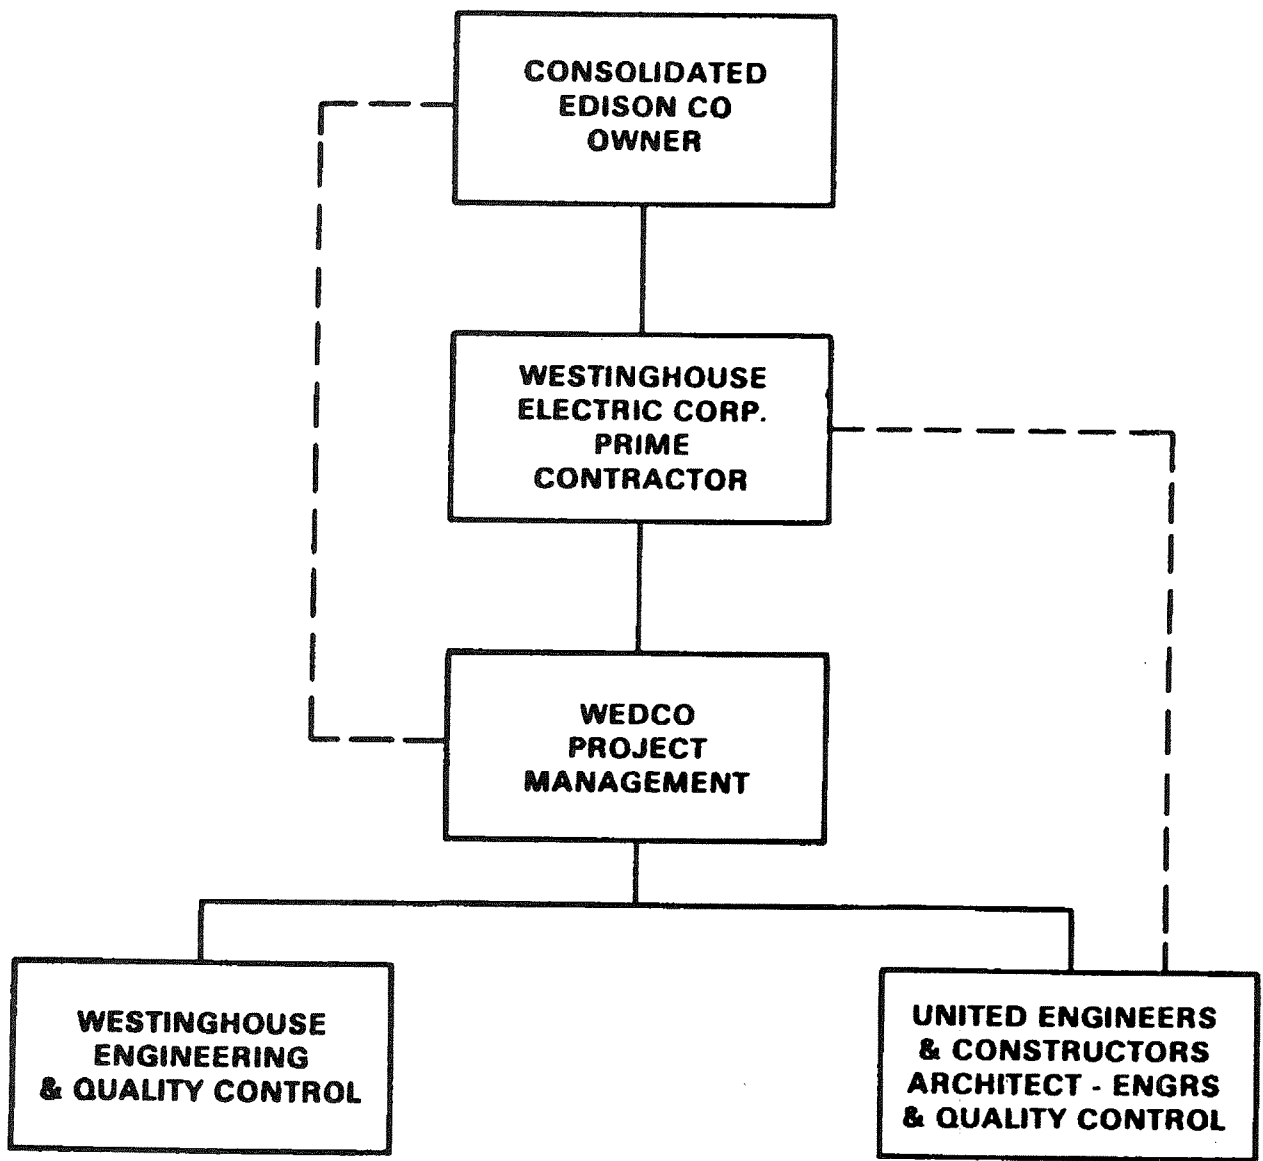 CONSOLIDATED
EDISON CO
OWNER
WESTINGHOUSE
ELECTRIC CORP.
PRIME
CONTRACTOR
WEDCO
PROJECT
MANAGEMENT
WESTINGHOUSE
ENGINEERING
& QUALITY CONTROL
UNITED ENGINEERS
& CONSTRUCTORS
ARCHITECT - ENGRS
& QUALITY CONTROL